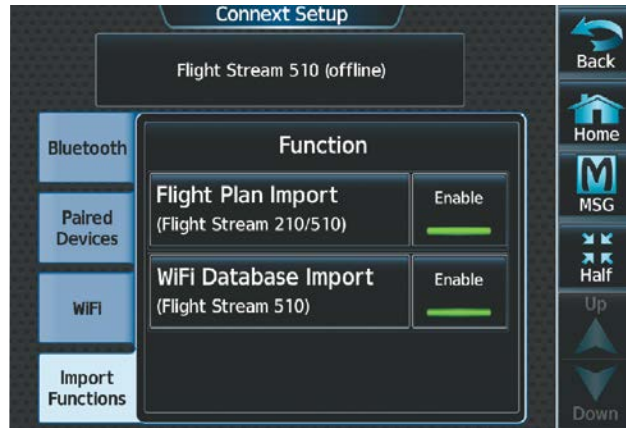 Connext Setup
Flight Stream 510 (offline)
Back
Home
MSG
Half
Up
Down
Bluetooth
Paired
Devices
WiFi
Import
Functions
Function
Flight Plan Import
(Flight Stream 210/510)
Enable
WiFi Database Import
(Flight Stream 510)
Enable